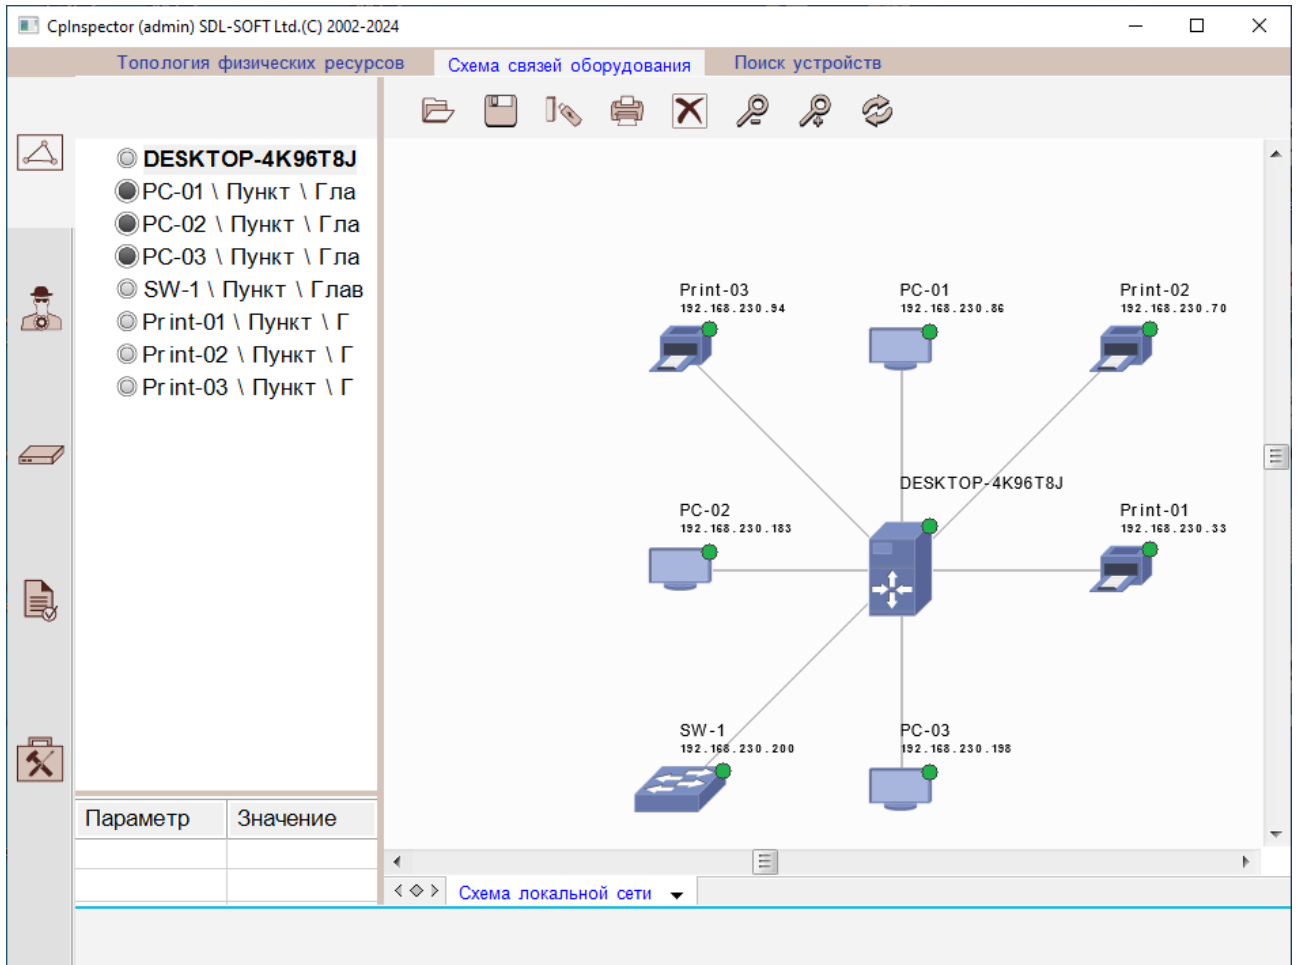 CpInspector (admin) SDL-SOFT Ltd.(C) 2002-2024
Топология физических ресурсов
Схема связей оборудования
Поиск устройств
DESKTOP-4K96T8J
PC-01 \ Пункт \ Гла
PC-02 \ Пункт \ Гла
PC-03 \ Пункт \ Гла
SW-1 \ Пункт \ Глав
Print-01 \ Пункт \ Г
Print-02 \ Пункт \ Г
Print-03 \ Пункт \ Г
Параметр
Значение
Print-03
192.168.230.94
PC-01
192.168.230.86
Print-02
192.168.230.70
DESKTOP-4K96T8J
PC-02
192.168.230.183
Print-01
192.168.230.33
SW-1
192.168.230.200
PC-03
192.168.230.198
Схема локальной сети